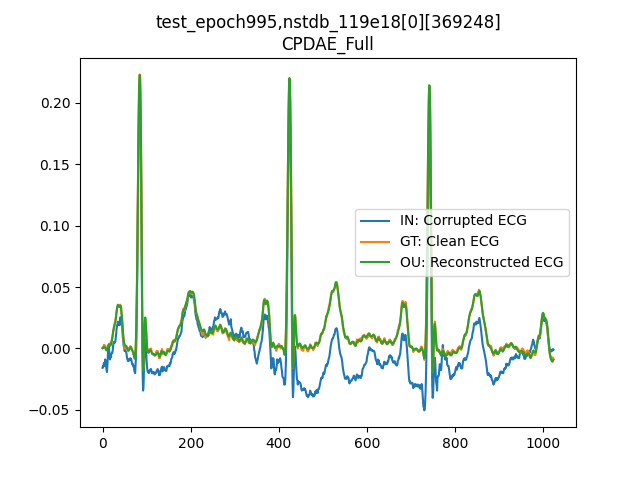 test_epoch995,nstdb_119e18[0][369248]
CPDAE_Full
0.20
0.15
0.10
0.05
0.00
−0.05
IN: Corrupted ECG
GT: Clean ECG
OU: Reconstructed ECG
0
200
400
600
800
1000